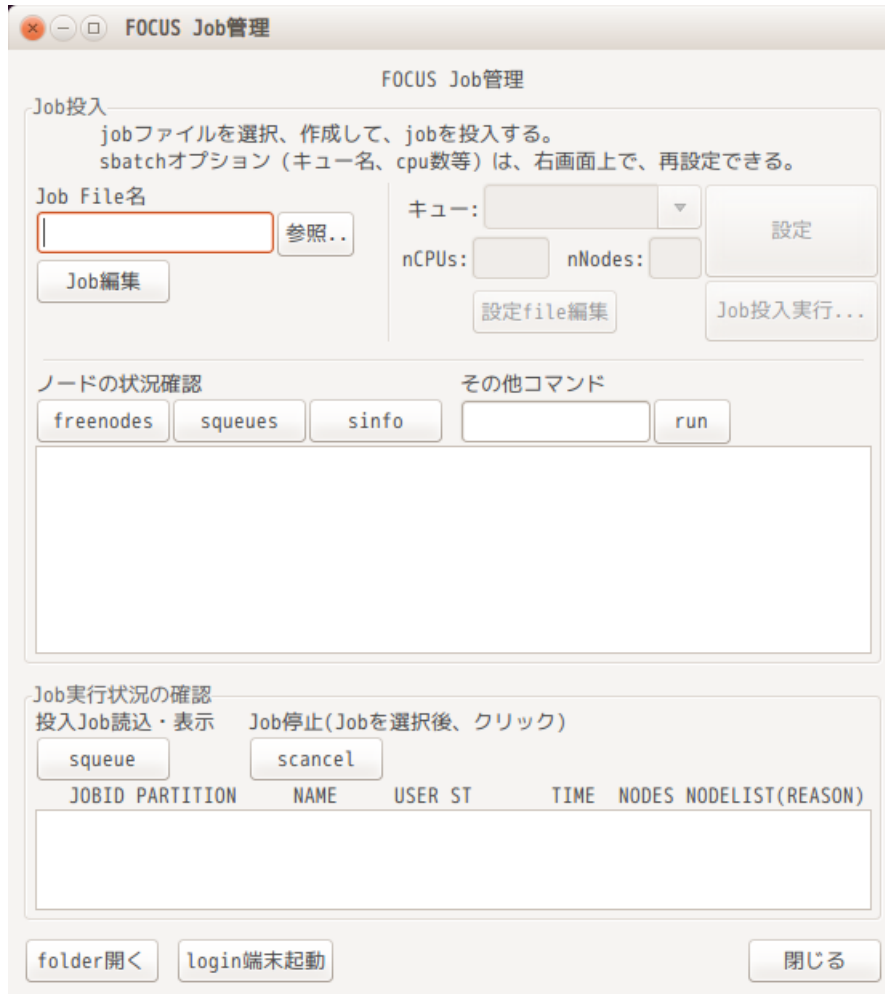 FOCUS Job管理
FOCUS Job管理
Job投入
jobファイルを選択、作成して、jobを投入する。
sbatchオプション（キュー名、cpu数等）は、右画面上で、再設定できる。
Job File名
参照..
Job編集
キュー:
nCPUs:
nNodes:
設定
設定file編集
Job投入実行...
ノードの状況確認
その他コマンド
freenodes squeues sinfo
run
Job実行状況の確認
投入Job読込・表示 Job停止(Jobを選択後、クリック)
squeue scancel
JOBID PARTITION NAME USER ST TIME NODES NODELIST(REASON)
folder開く login端末起動 閉じる